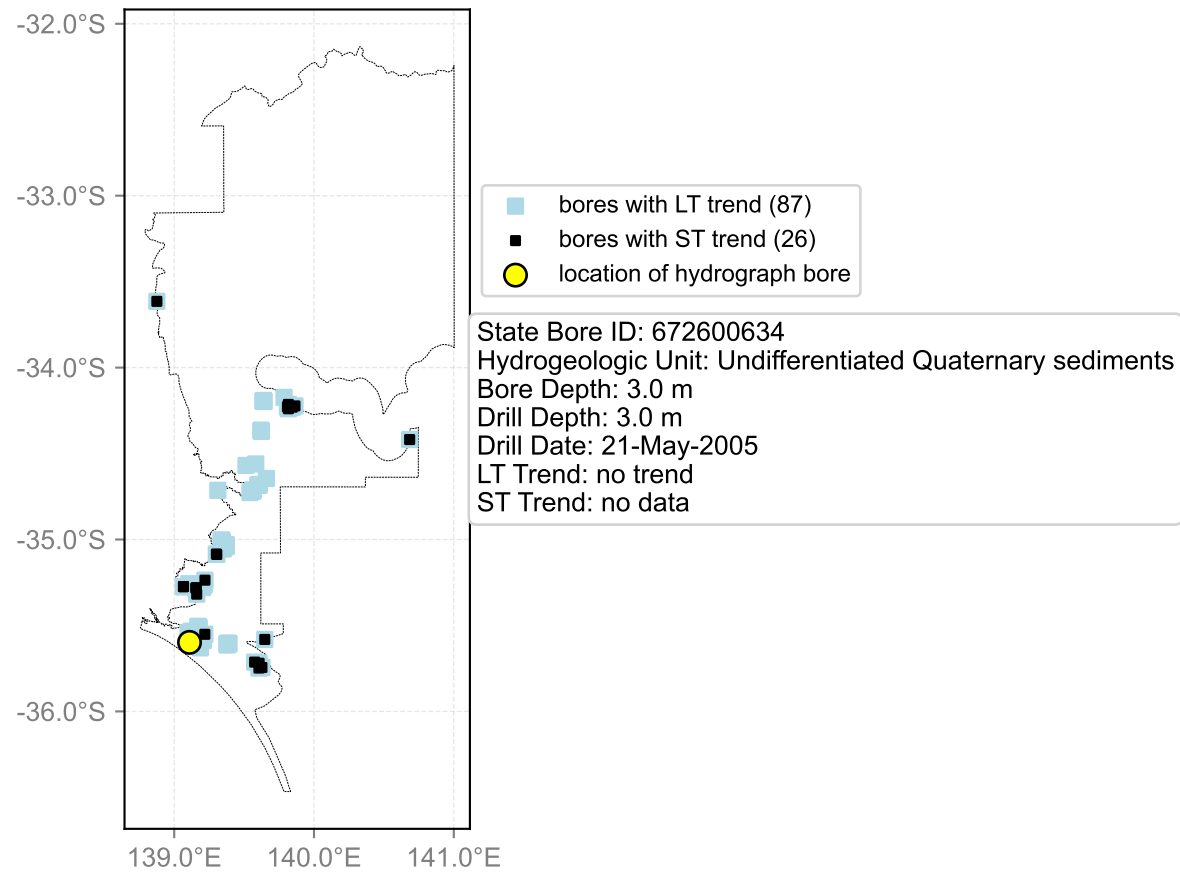 -32.0°S
-33.0°S
-34.0°S
-35.0°S
-36.0°S
139.0°E 140.0°E 141.0°E
bores with LT trend (87)
bores with ST trend (26)
location of hydrograph bore
State Bore ID: 672600634
Hydrogeologic Unit: Undifferentiated Quaternary sediments
Bore Depth: 3.0 m
Drill Depth: 3.0 m
Drill Date: 21-May-2005
LT Trend: no trend
ST Trend: no data